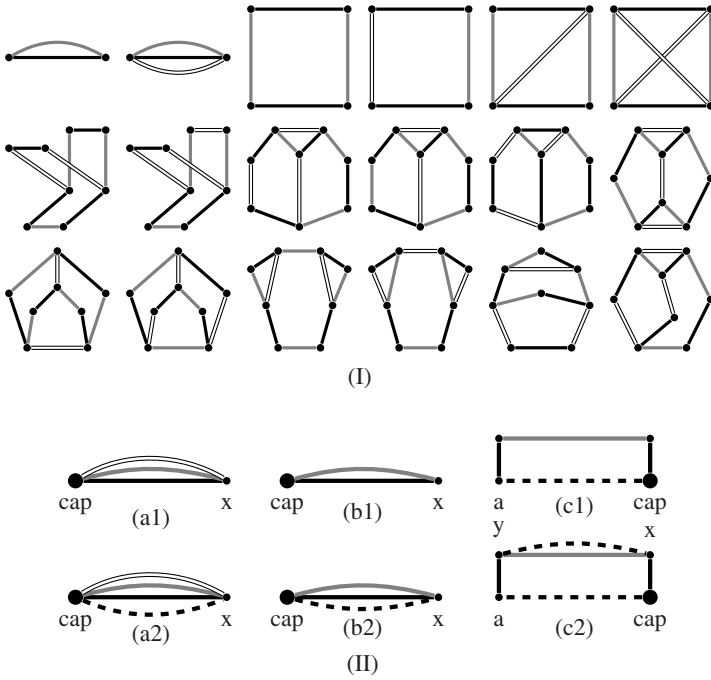 (I)
cap (a1) x
cap (b1) x
a (c1) cap
y x
cap (a2) x
cap (b2) x
a (c2) cap
(II)